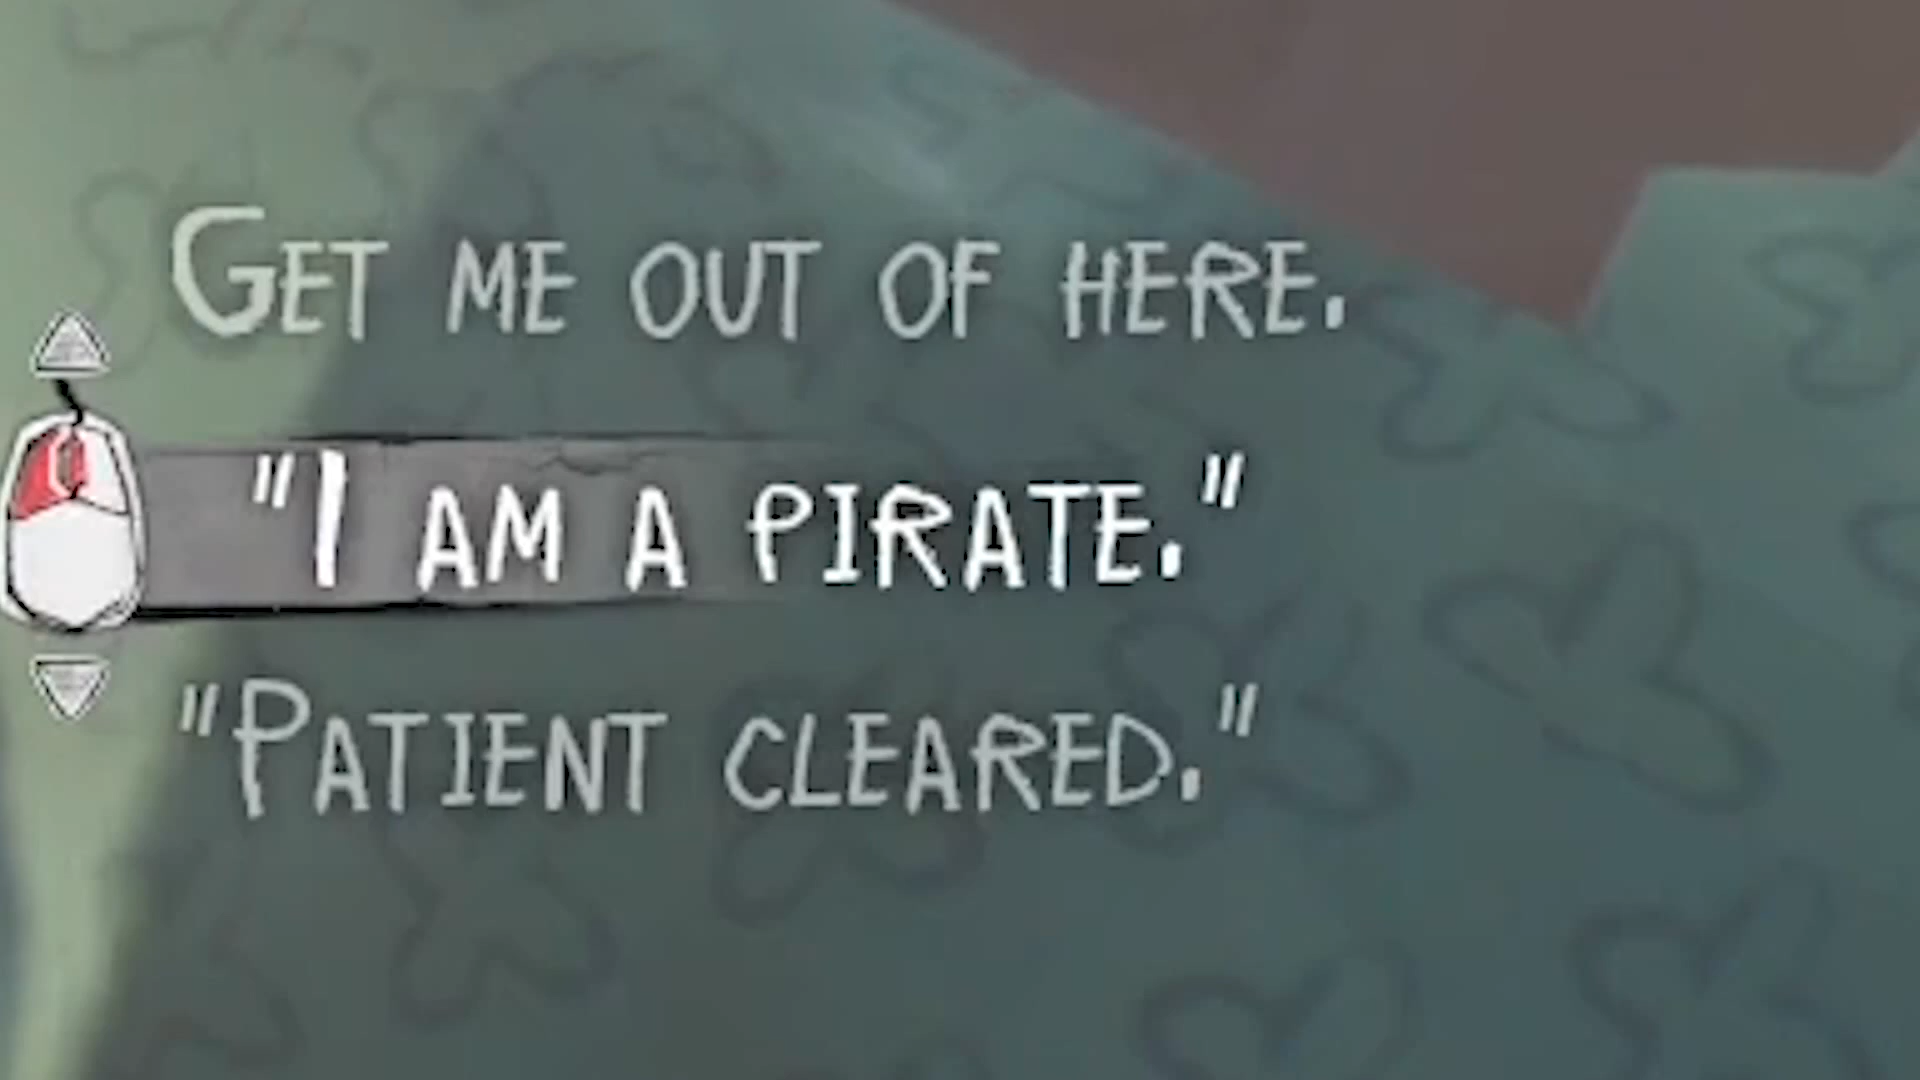 Get me out of here.
"I am a pirate."
"Patient cleared."